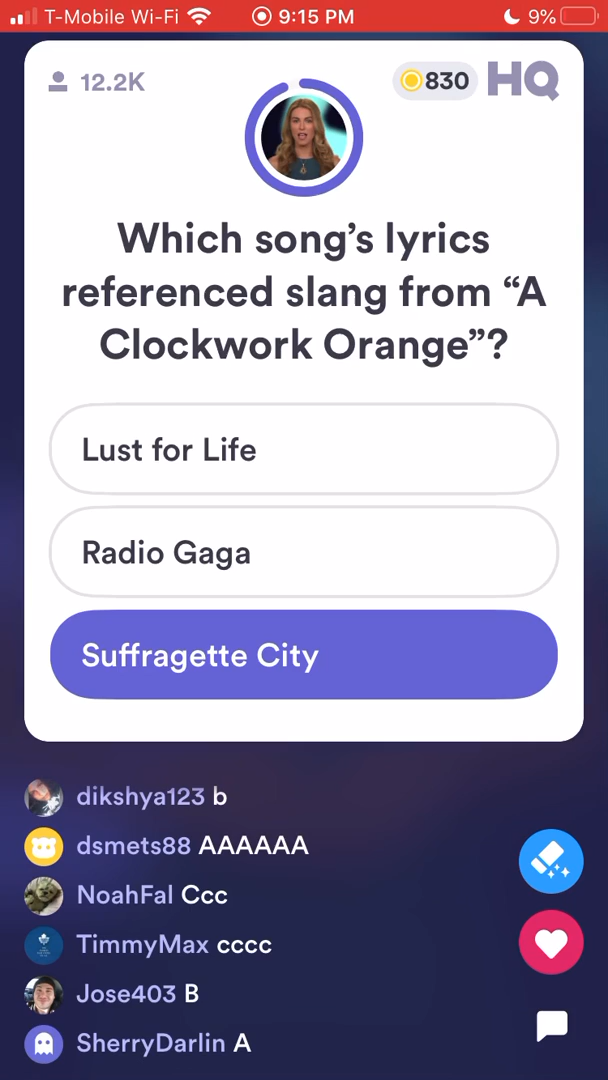 T-Mobile Wi-Fi 9:15 PM 9%
12.2K 830 HQ
Which song’s lyrics
referenced slang from “A
Clockwork Orange”?
Lust for Life
Radio Gaga
Suffragette City
dikshya123 b
dsmets88 AAAAAA
NoahFal Ccc
TimmyMax cccc
Jose403 B
SherryDarlin A